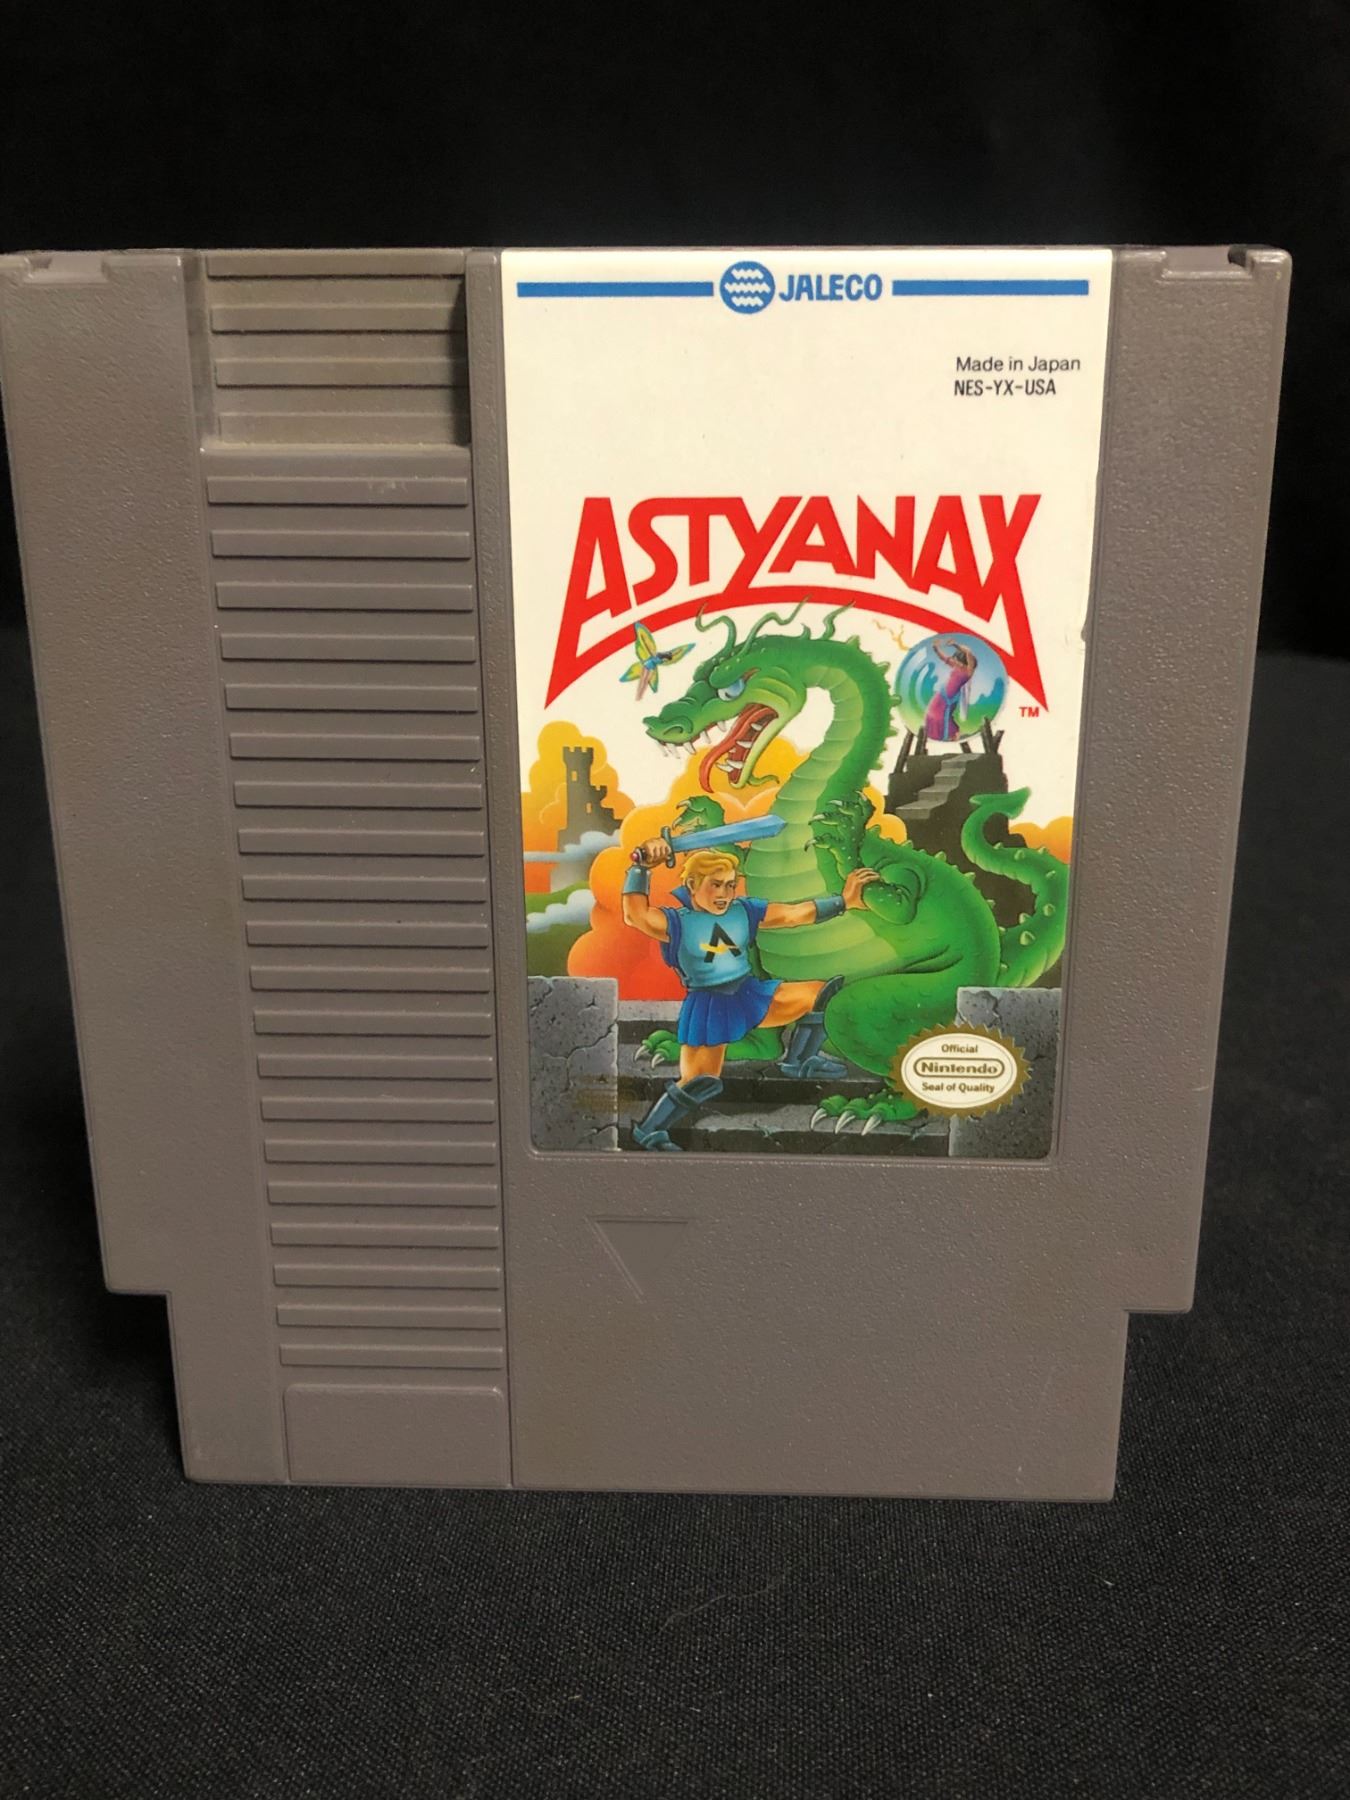 JALECO
Made in Japan
NES-YX-USA
ASTYANAX
TM
A
Official
Nintendo
Seal of Quality